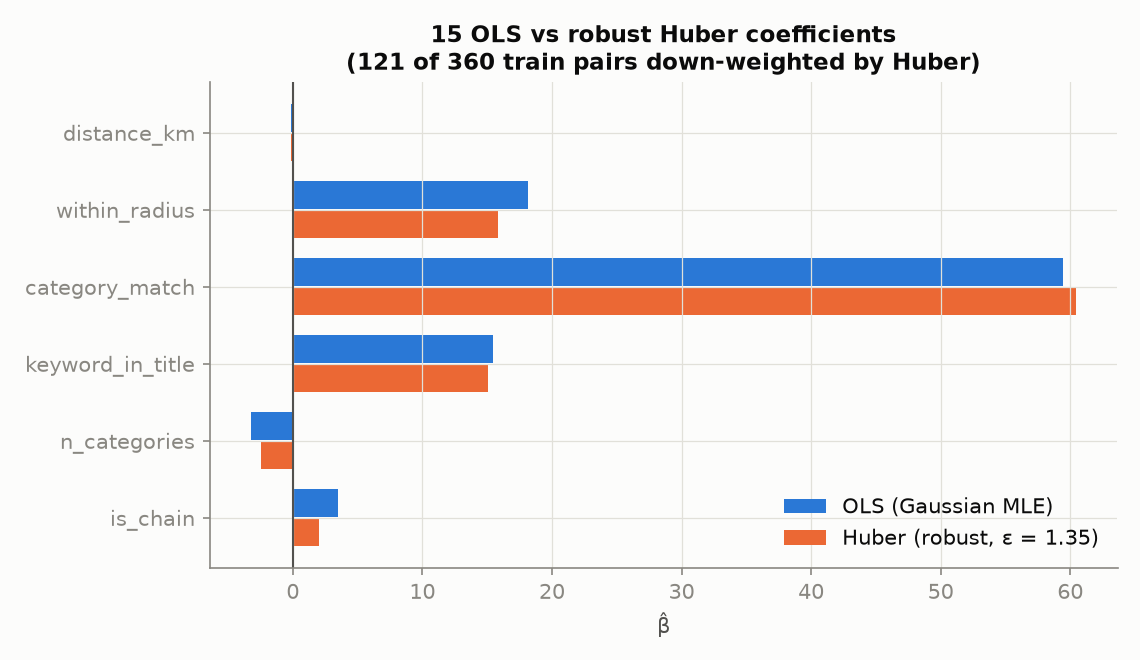 15 OLS vs robust Huber coefficients
(121 of 360 train pairs down-weighted by Huber)
distance_km
within_radius
category_match
keyword_in_title
n_categories
is_chain
OLS (Gaussian MLE)
Huber (robust, ε = 1.35)
0 10 20 30 40 50 60
β̂